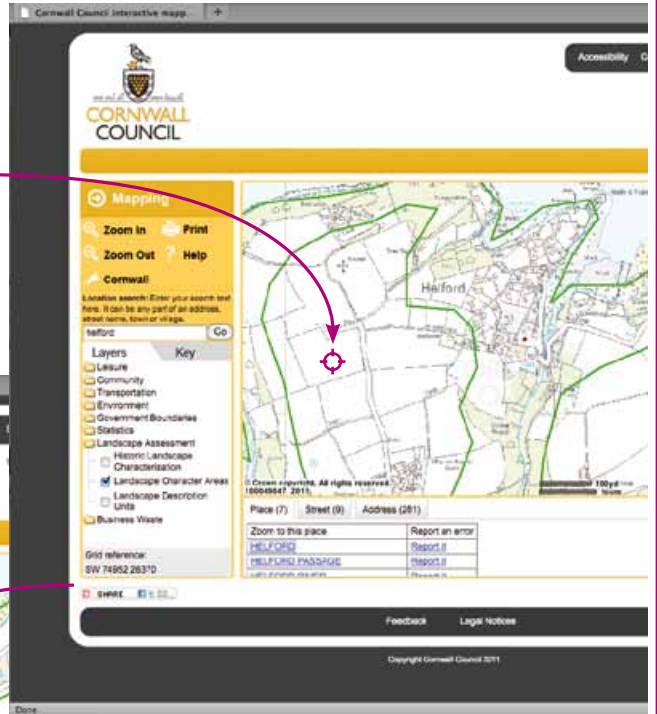 Cornwall Council interactive mapp...
+
Accessibility
CORNWALL
COUNCIL
Mapping
Zoom In
Print
Zoom Out
Help
Cornwall
Location search: Enter your search text
here. It can be any part of an address,
street name, town or village.
helford
Go
Layers
Key
Leisure
Community
Transportation
Environment
Government Boundaries
Statistics
Landscape Assessment
Historic Landscape
Characterisation
Landscape Character Areas
Landscape Description
Units
Business Waste
Grid reference:
SW 74952 26370
SHARE
Helford
© Crown copyright. All rights reserved.
100049047 2011.
100yd
Place (7)
Street (9)
Address (281)
Zoom to this place
Report an error
HELFORD
Report it
HELFORD PASSAGE
Report it
HELFORD RIVER
Report it
Feedback
Legal Notices
Copyright Cornwall Council 2011
Done